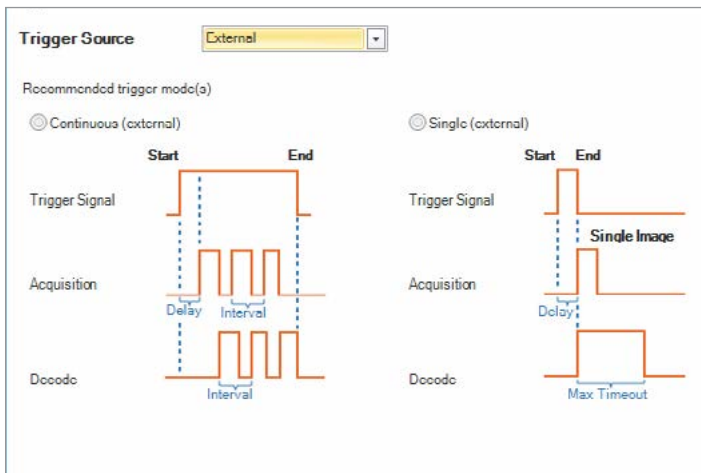 Trigger Source External
Recommended trigger mode(s)
Continuous (external) Single (external)
Start End
Trigger Signal
Acquisition
Delay Interval
Decode
Interval
Start End
Trigger Signal
Single Image
Acquisition
Delay
Decode
Max Timeout